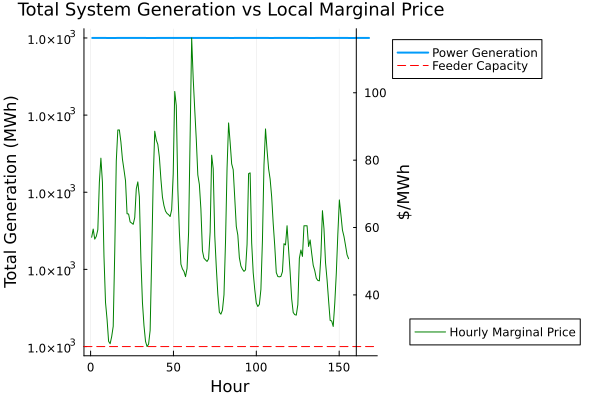 Total System Generation vs Local Marginal Price
Total Generation (MWh)
1.0×10³
1.0×10³
1.0×10³
1.0×10³
1.0×10³
0 50 100 150
Hour
100
80
60
40
$/MWh
Power Generation
Feeder Capacity
Hourly Marginal Price